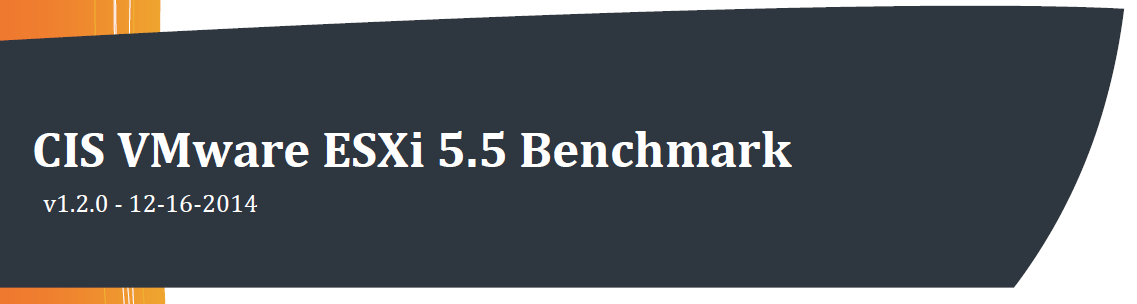 CIS VMware ESXi 5.5 Benchmark
v1.2.0 - 12-16-2014